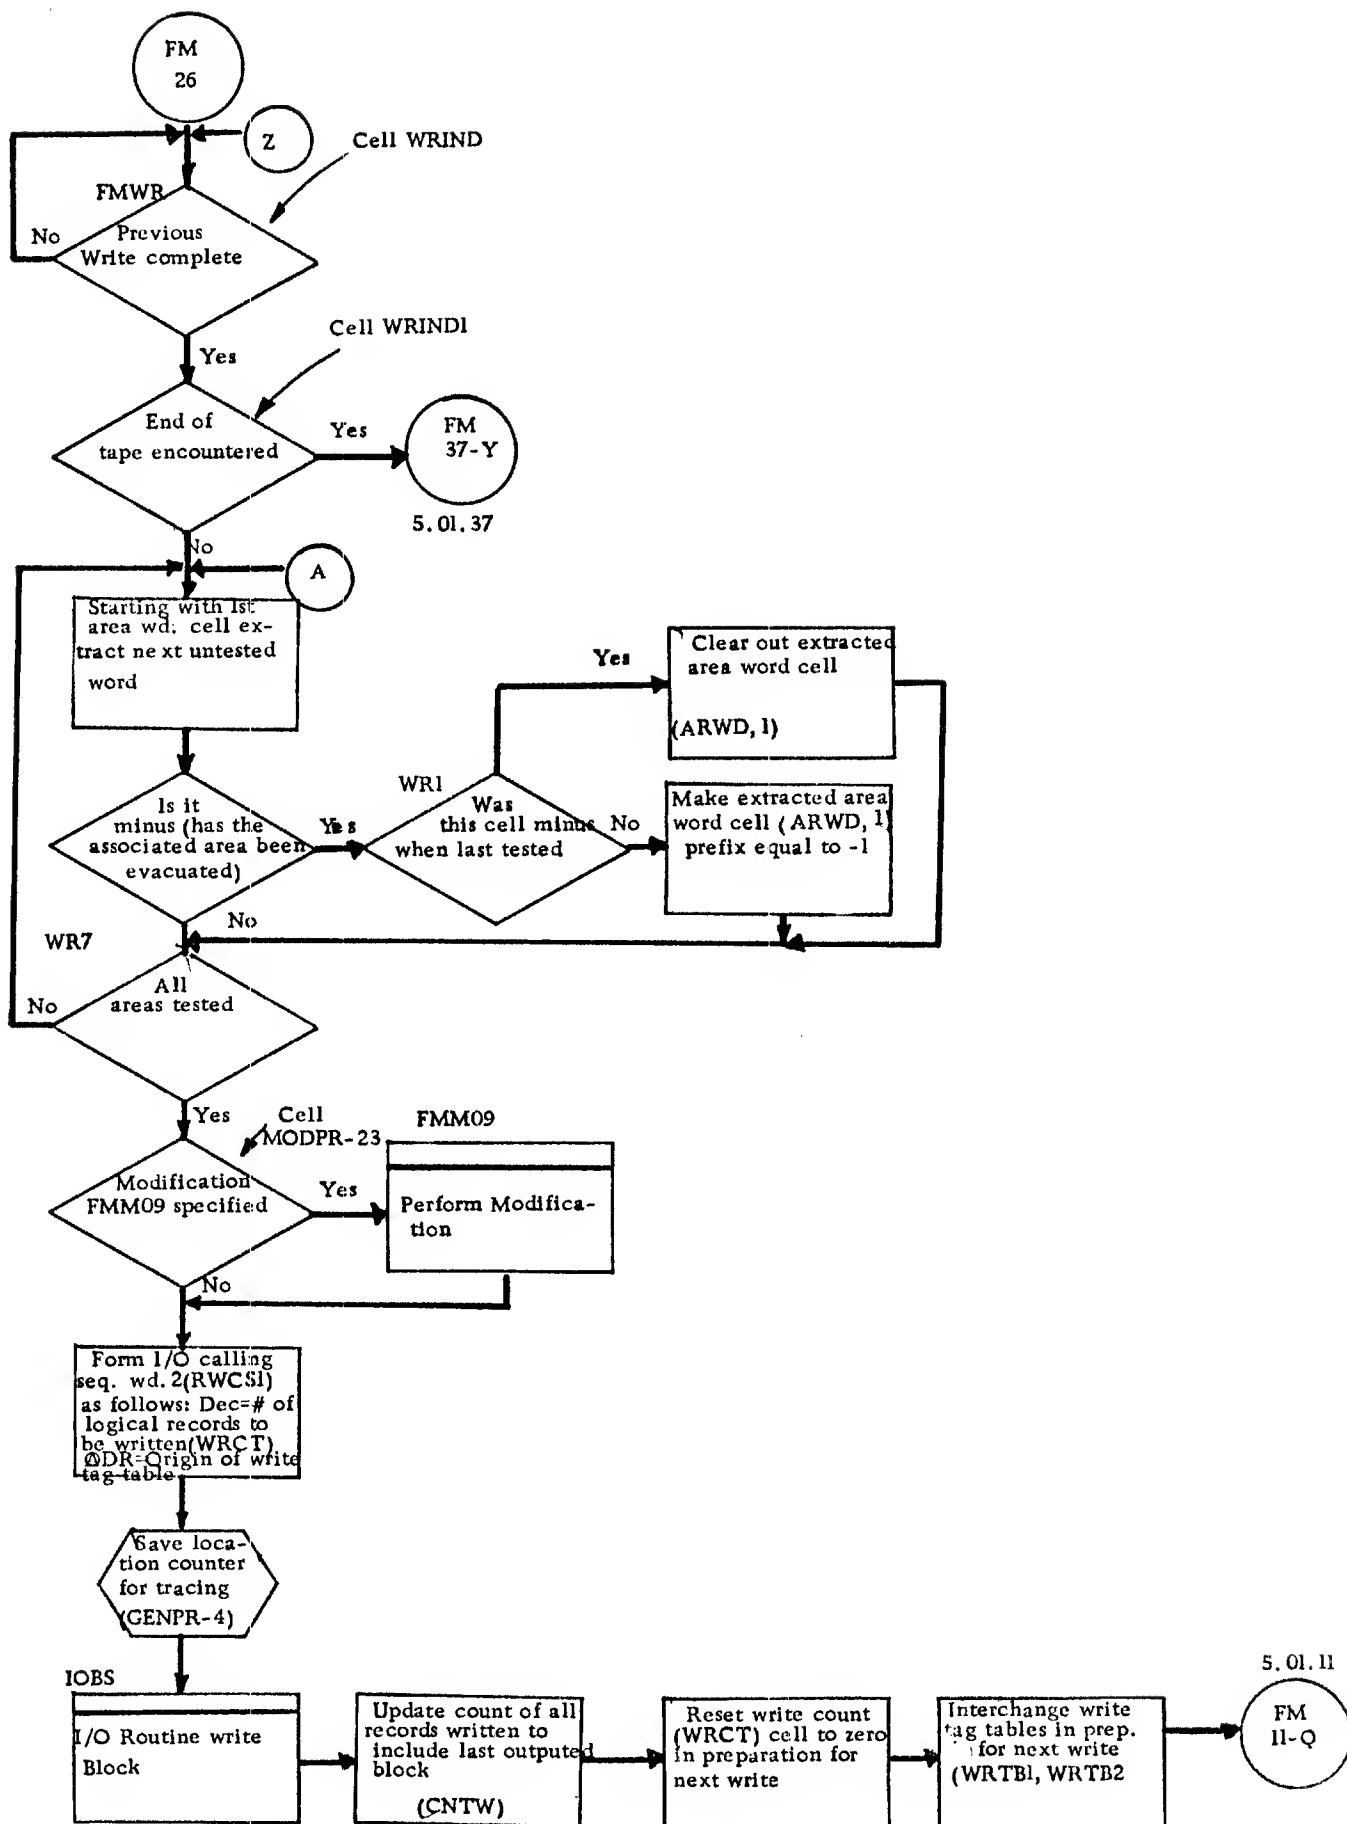 FM
26
Z
Cell WRIND
FMWR
No
Previous
Write complete
Yes
Cell WRIND1
End of
tape encountered
Yes
FM
37-Y
5.01.37
No
A
Starting with 1st
area wd. cell ex-
tract next untested
word
Yes
Clear out extracted
area word cell
(ARWD, 1)
Is it
minus (has the
associated area been
evacuated)
Yes
WR1
Was
this cell minus
when last tested
No
Make extracted area
word cell (ARWD, 1)
prefix equal to -1
No
WR7
All
areas tested
No
Yes
Cell
MODPR-23
FMM09
Modification
FMM09 specified
Yes
Perform Modifica-
tion
No
Form I/O calling
seq. wd. 2(RWCS1)
as follows: Dec=# of
logical records to
be written(WRCT)
ADR=Origin of write
tag table
Save loca-
tion counter
for tracing
(GENPR-4)
IOBS
I/O Routine write
Block
Update count of all
records written to
include last outputed
block
(CNTW)
Reset write count
(WRCT) cell to zero
in preparation for
next write
Interchange write
tag tables in prep.
for next write
(WRTB1, WRTB2
5.01.11
FM
11-Q